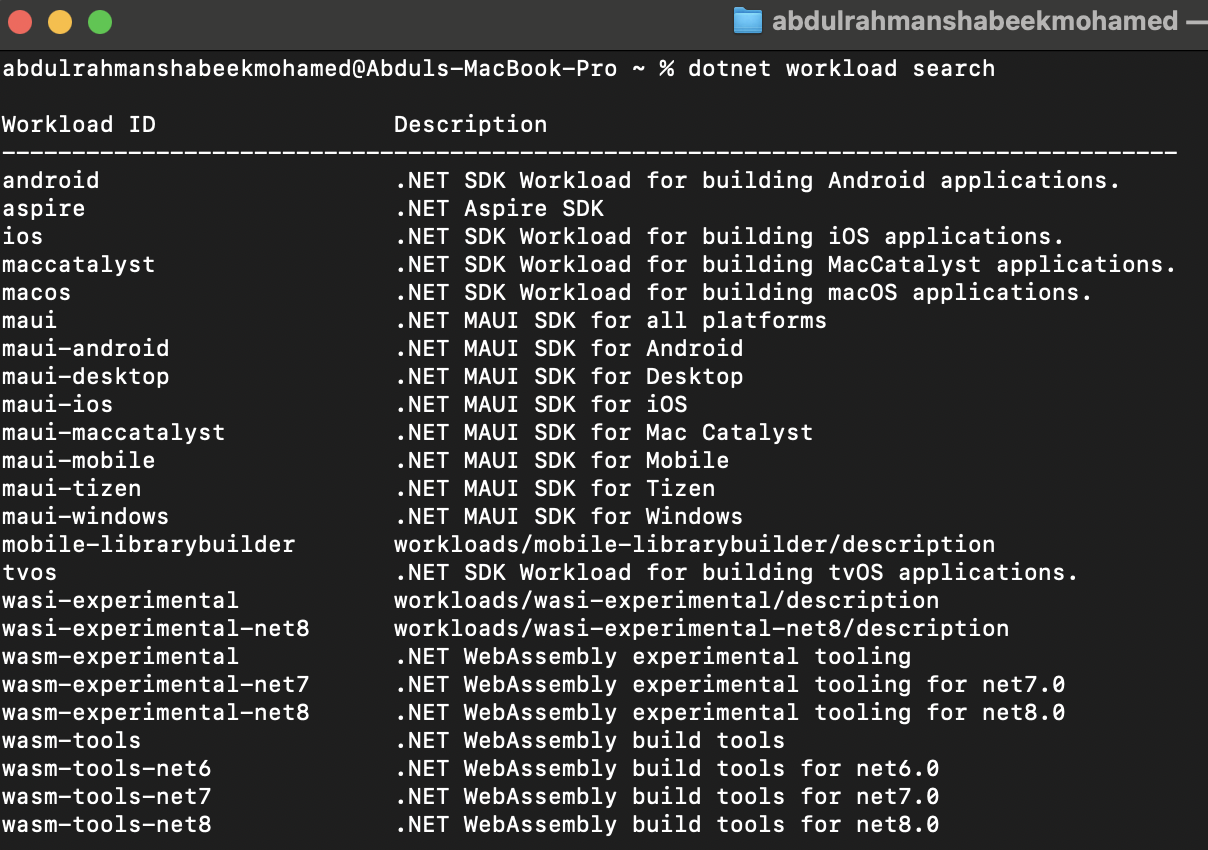 abdulrahmanshabeekmohamed —
abdulrahmanshabeekmohamed@Abduls-MacBook-Pro ~ % dotnet workload search
Workload ID Description
------------------------------------------------------------------------------------
android .NET SDK Workload for building Android applications.
aspire .NET Aspire SDK
ios .NET SDK Workload for building iOS applications.
maccatalyst .NET SDK Workload for building MacCatalyst applications.
macos .NET SDK Workload for building macOS applications.
maui .NET MAUI SDK for all platforms
maui-android .NET MAUI SDK for Android
maui-desktop .NET MAUI SDK for Desktop
maui-ios .NET MAUI SDK for iOS
maui-maccatalyst .NET MAUI SDK for Mac Catalyst
maui-mobile .NET MAUI SDK for Mobile
maui-tizen .NET MAUI SDK for Tizen
maui-windows .NET MAUI SDK for Windows
mobile-librarybuilder workloads/mobile-librarybuilder/description
tvos .NET SDK Workload for building tvOS applications.
wasi-experimental workloads/wasi-experimental/description
wasi-experimental-net8 workloads/wasi-experimental-net8/description
wasm-experimental .NET WebAssembly experimental tooling
wasm-experimental-net7 .NET WebAssembly experimental tooling for net7.0
wasm-experimental-net8 .NET WebAssembly experimental tooling for net8.0
wasm-tools .NET WebAssembly build tools
wasm-tools-net6 .NET WebAssembly build tools for net6.0
wasm-tools-net7 .NET WebAssembly build tools for net7.0
wasm-tools-net8 .NET WebAssembly build tools for net8.0